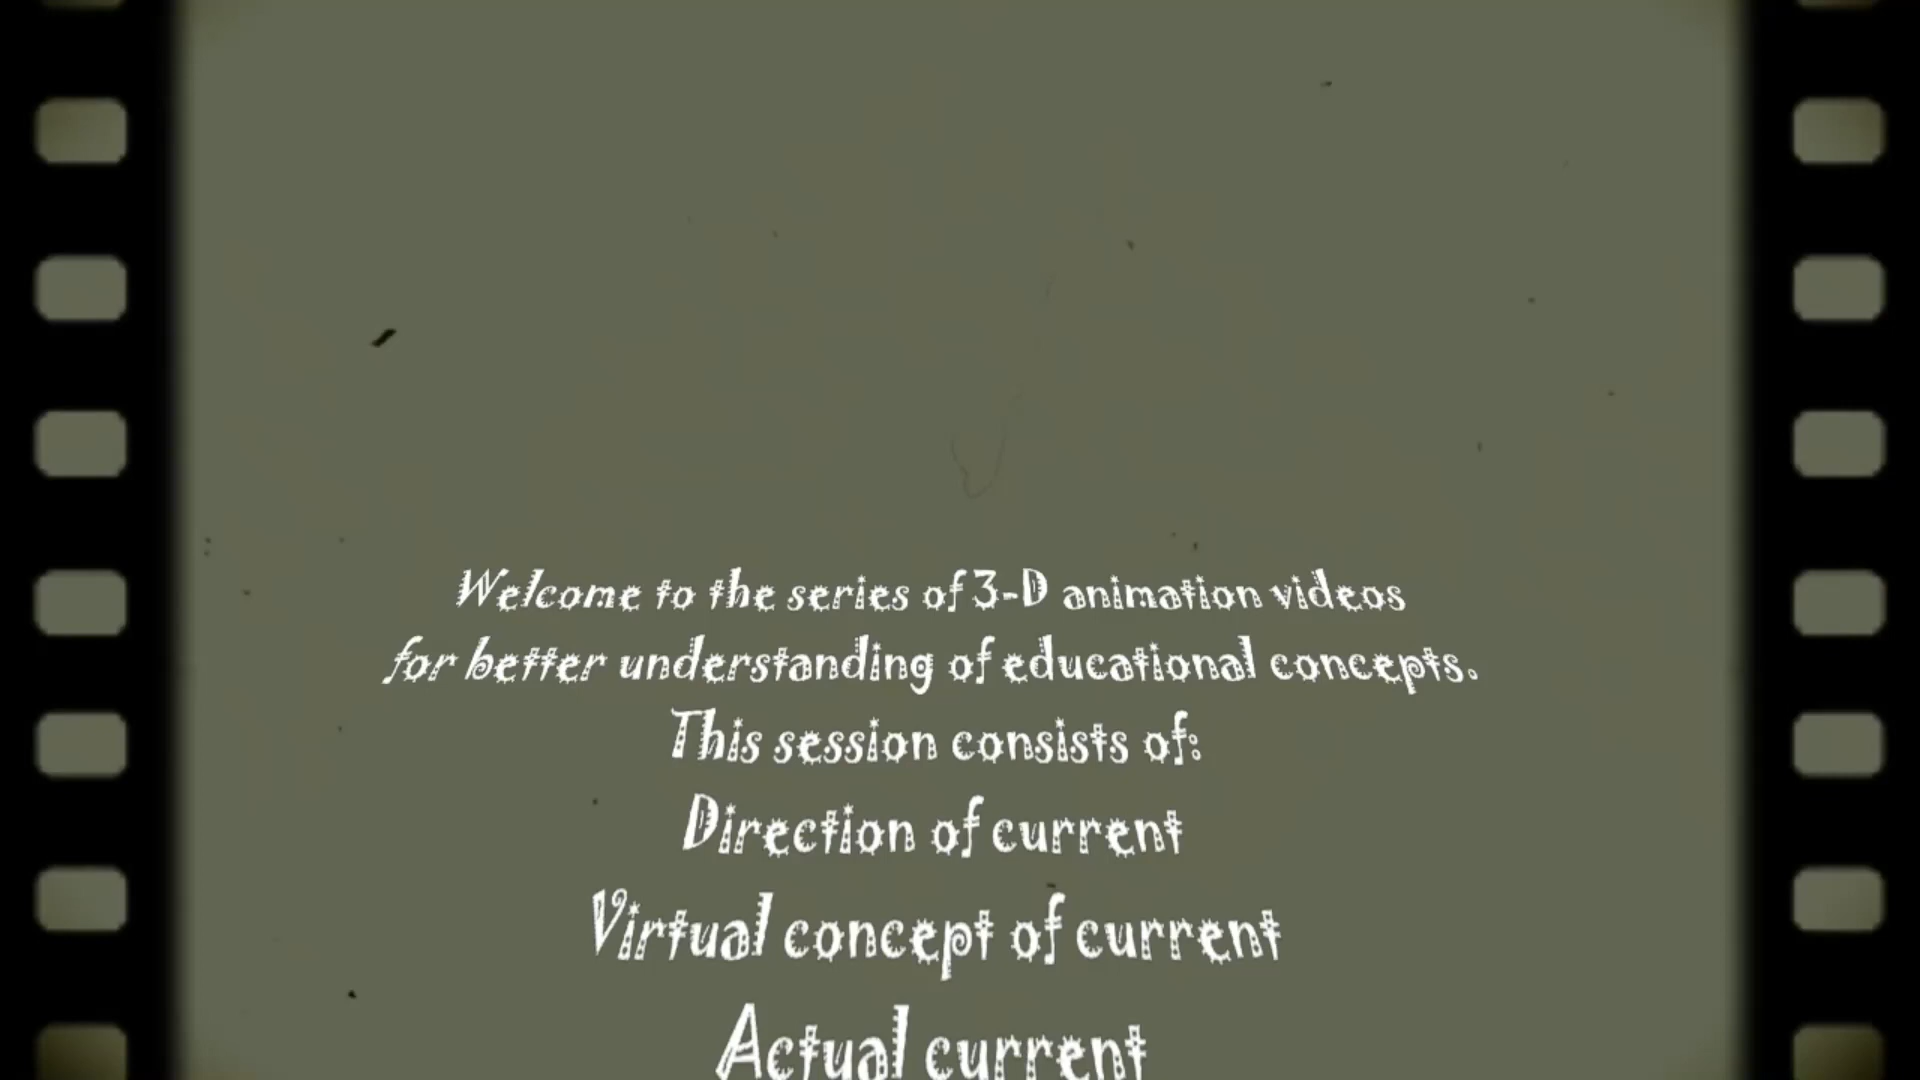 Welcome to the series of 3-D animation videos
for better understanding of educational concepts.
This session consists of:
Direction of current
Virtual concept of current
Actual current